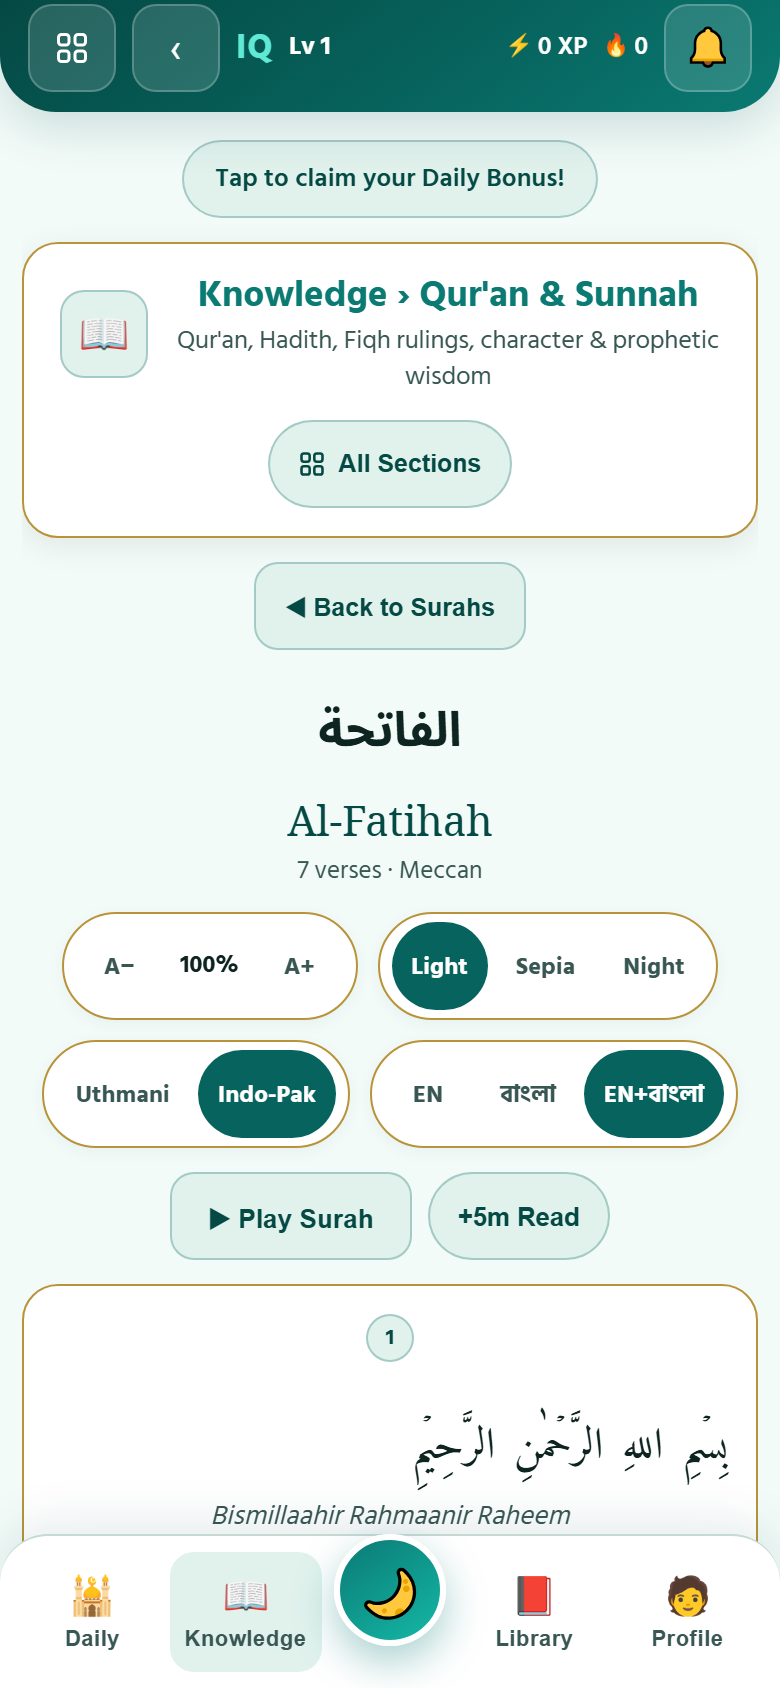 ‹ IQ Lv 1 ⚡ 0 XP 🔥 0
Tap to claim your Daily Bonus!
Knowledge › Qur'an & Sunnah
Qur'an, Hadith, Fiqh rulings, character & prophetic
wisdom
All Sections
◀ Back to Surahs
الفاتحة
Al-Fatihah
7 verses · Meccan
A− 100% A+ Light Sepia Night
Uthmani Indo-Pak EN বাংলা EN+বাংলা
▶ Play Surah +5m Read
1
بِسۡمِ اللهِ الرَّحۡمٰنِ الرَّحِيۡمِ
Bismillaahir Rahmaanir Raheem
Daily Knowledge Library Profile